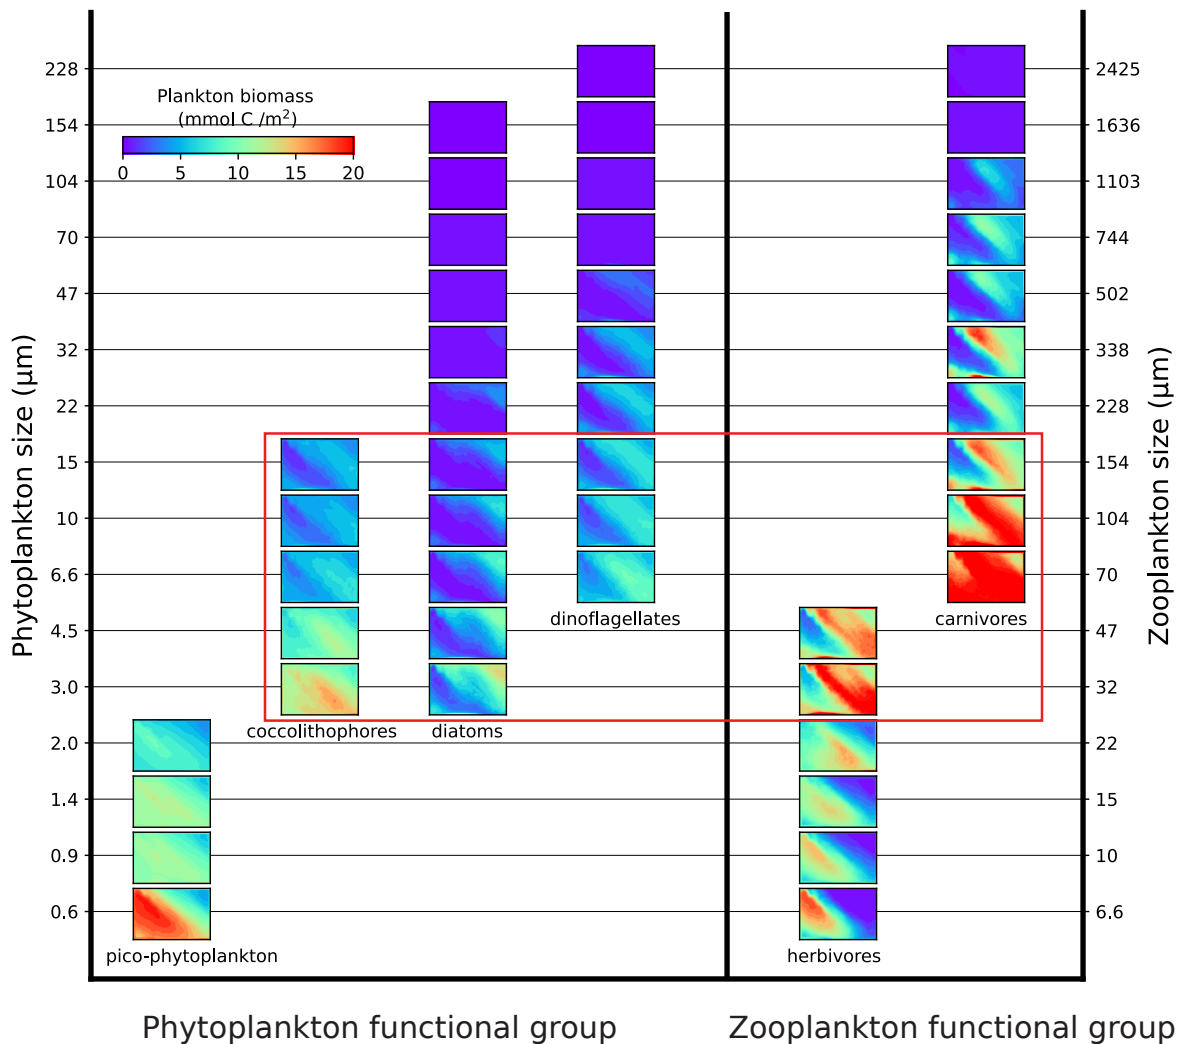 Plankton biomass
(mmol C /m²)
0 5 10 15 20
Phytoplankton size (μm)
228
154
104
70
47
32
22
15
10
6.6
4.5
3.0
2.0
1.4
0.9
0.6
2425
1636
1103
744
502
338
228
154
104
70
47
32
22
15
10
6.6
Zooplankton size (μm)
dinoflagellates
carnivores
coccolithophores
diatoms
pico-phytoplankton
herbivores
Phytoplankton functional group
Zooplankton functional group